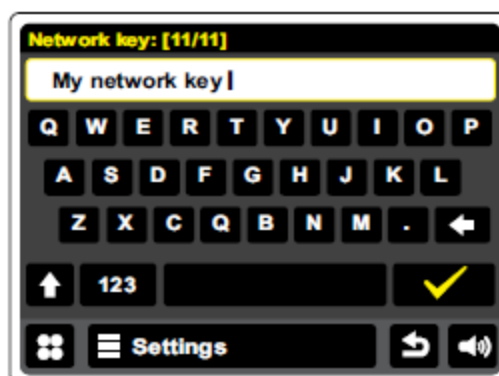 Network key: [11/11]
My network key
Q W E R T Y U I O P
A S D F G H J K L
Z X C Q B N M .
123
Settings